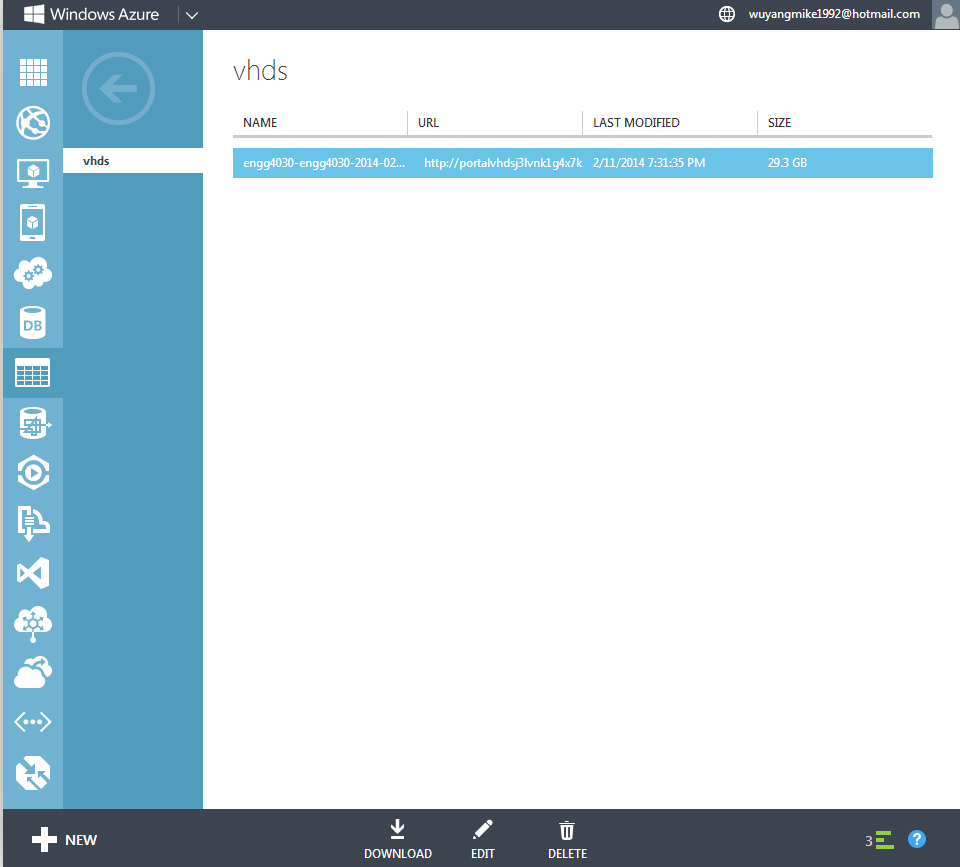 Windows Azure
wuyangmike1992@hotmail.com
vhds
vhds
NAME URL LAST MODIFIED SIZE
engg4030-engg4030-2014-02... http://portalvhdsj3lvnk1g4x7k 2/11/2014 7:31:35 PM 29.3 GB
DB
NEW
DOWNLOAD
EDIT
DELETE
3
?